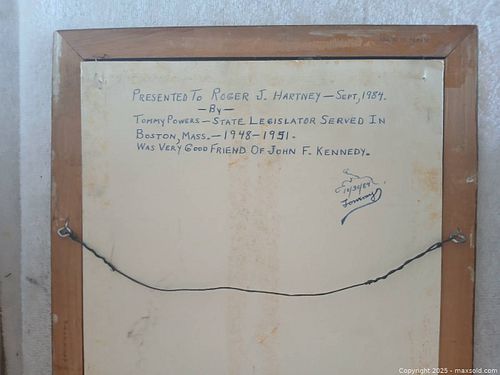 PRESENTED TO ROGER J. HARTNEY — SEPT, 1984.
— BY —
TOMMY POWERS — STATE LEGISLATOR SERVED IN
BOSTON, MASS. — 1948 - 1951.
WAS VERY GOOD FRIEND OF JOHN F. KENNEDY.
Copyright 2025 - maxsold.com